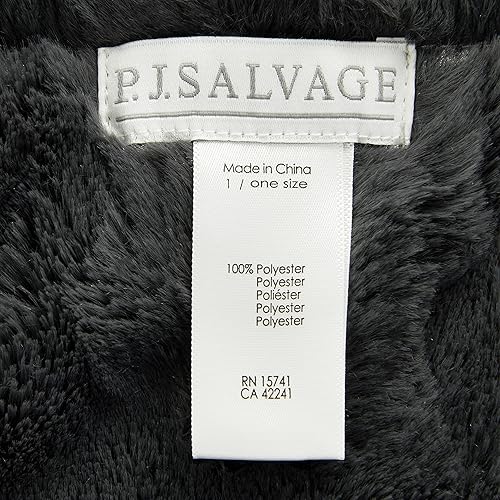 P.J.SALVAGE
Made in China
1 / one size
100% Polyester
Polyester
Poliéster
Polyester
Polyester
RN 15741
CA 42241